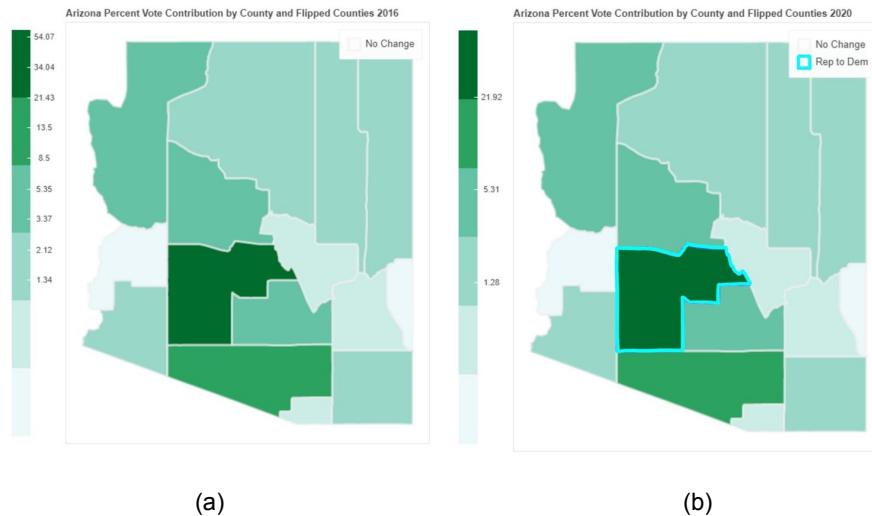 Arizona Percent Vote Contribution by County and Flipped Counties 2016
54.07
34.04
21.43
13.5
8.5
5.35
3.37
2.12
1.34
No Change
Arizona Percent Vote Contribution by County and Flipped Counties 2020
21.92
5.31
1.28
No Change
Rep to Dem
(a)
(b)